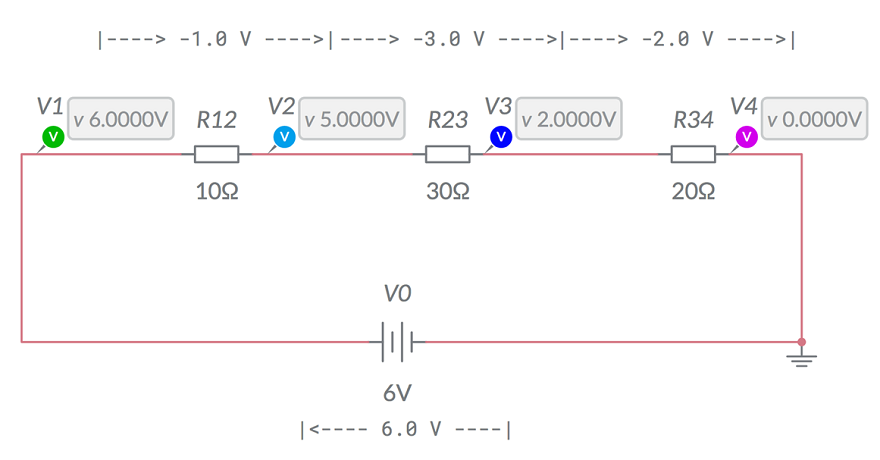 |----> -1.0 V ---->|----> -3.0 V ---->|----> -2.0 V ---->|
V1 v 6.0000V R12 V2 v 5.0000V R23 V3 v 2.0000V R34 V4 v 0.0000V
V V V V
10Ω 30Ω 20Ω
V0
6V
|<---- 6.0 V ----|